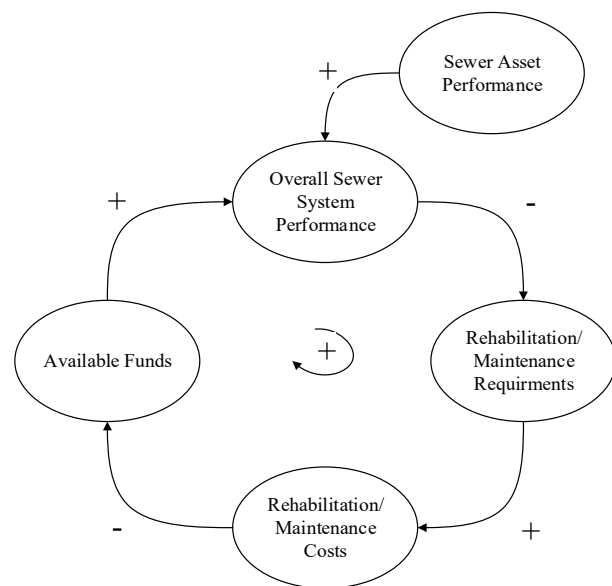 Sewer Asset
Performance
+
Overall Sewer
System
Performance
+
-
Available Funds
+
Rehabilitation/
Maintenance
Requirments
Rehabilitation/
Maintenance
Costs
-
+